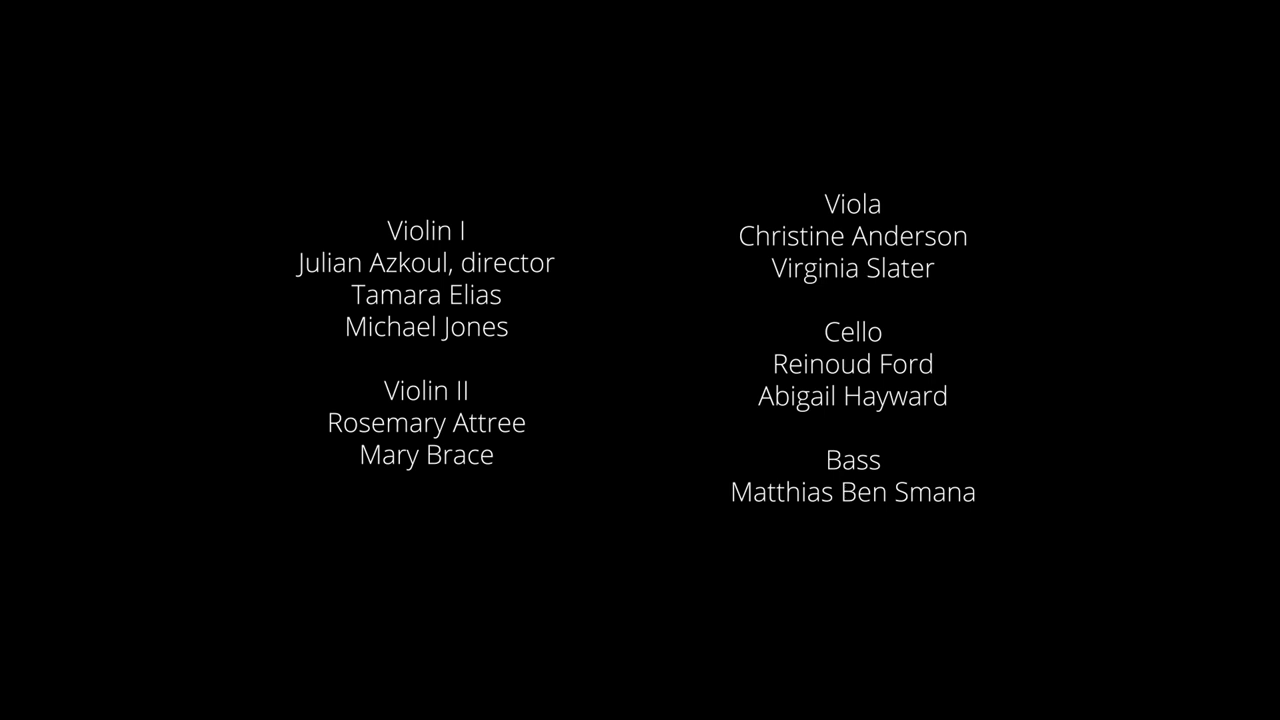 Violin I
Julian Azkoul, director
Tamara Elias
Michael Jones
Violin II
Rosemary Attree
Mary Brace
Viola
Christine Anderson
Virginia Slater
Cello
Reinoud Ford
Abigail Hayward
Bass
Matthias Ben Smana